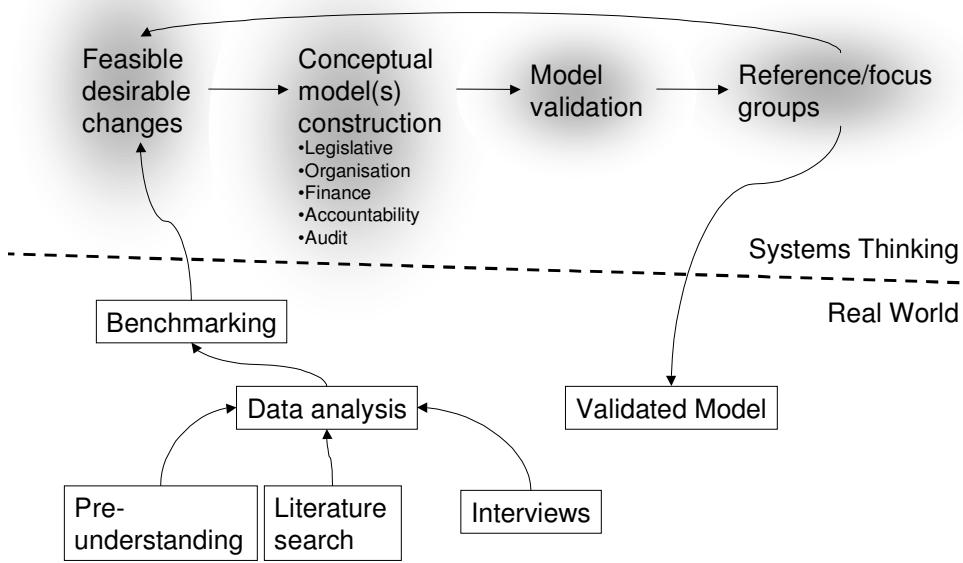 Feasible
desirable
changes
Conceptual
model(s)
construction
•Legislative
•Organisation
•Finance
•Accountability
•Audit
Model
validation
Reference/focus
groups
Systems Thinking
Real World
Benchmarking
Data analysis
Validated Model
Pre-
understanding
Literature
search
Interviews